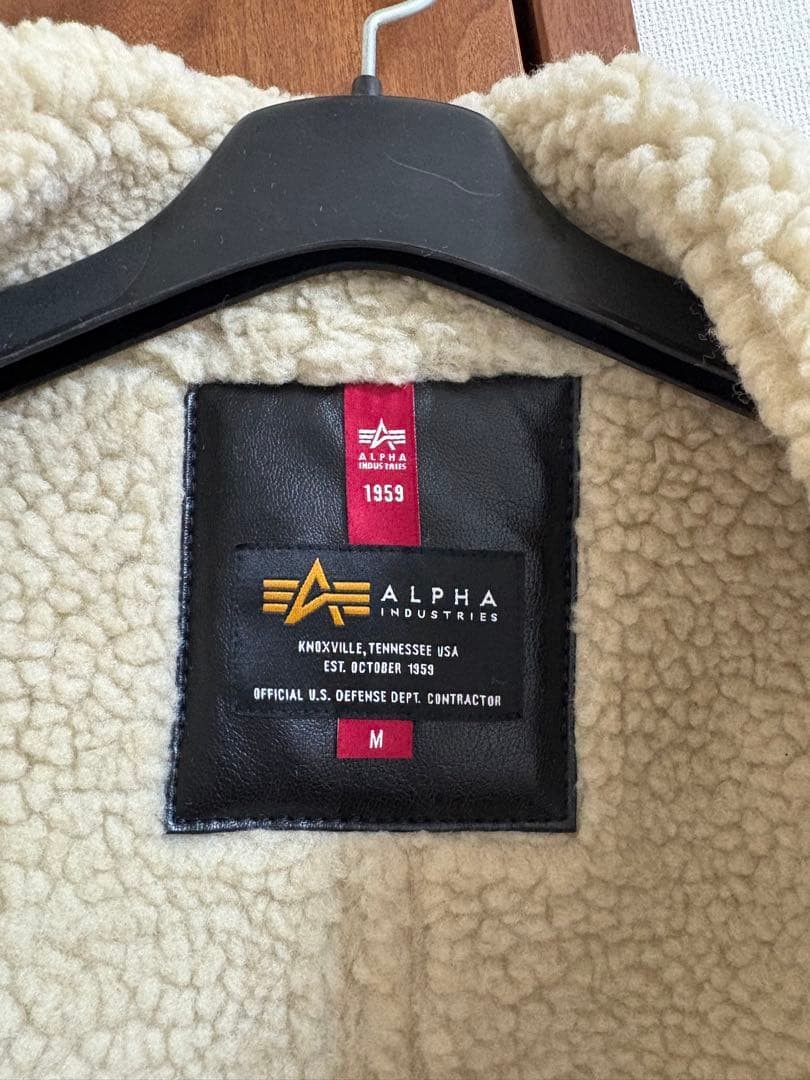 ALPHA
INDUSTRIES
1959
ALPHA
INDUSTRIES
KNOXVILLE, TENNESSEE USA
EST. OCTOBER 1959
OFFICIAL U.S. DEFENSE DEPT. CONTRACTOR
M